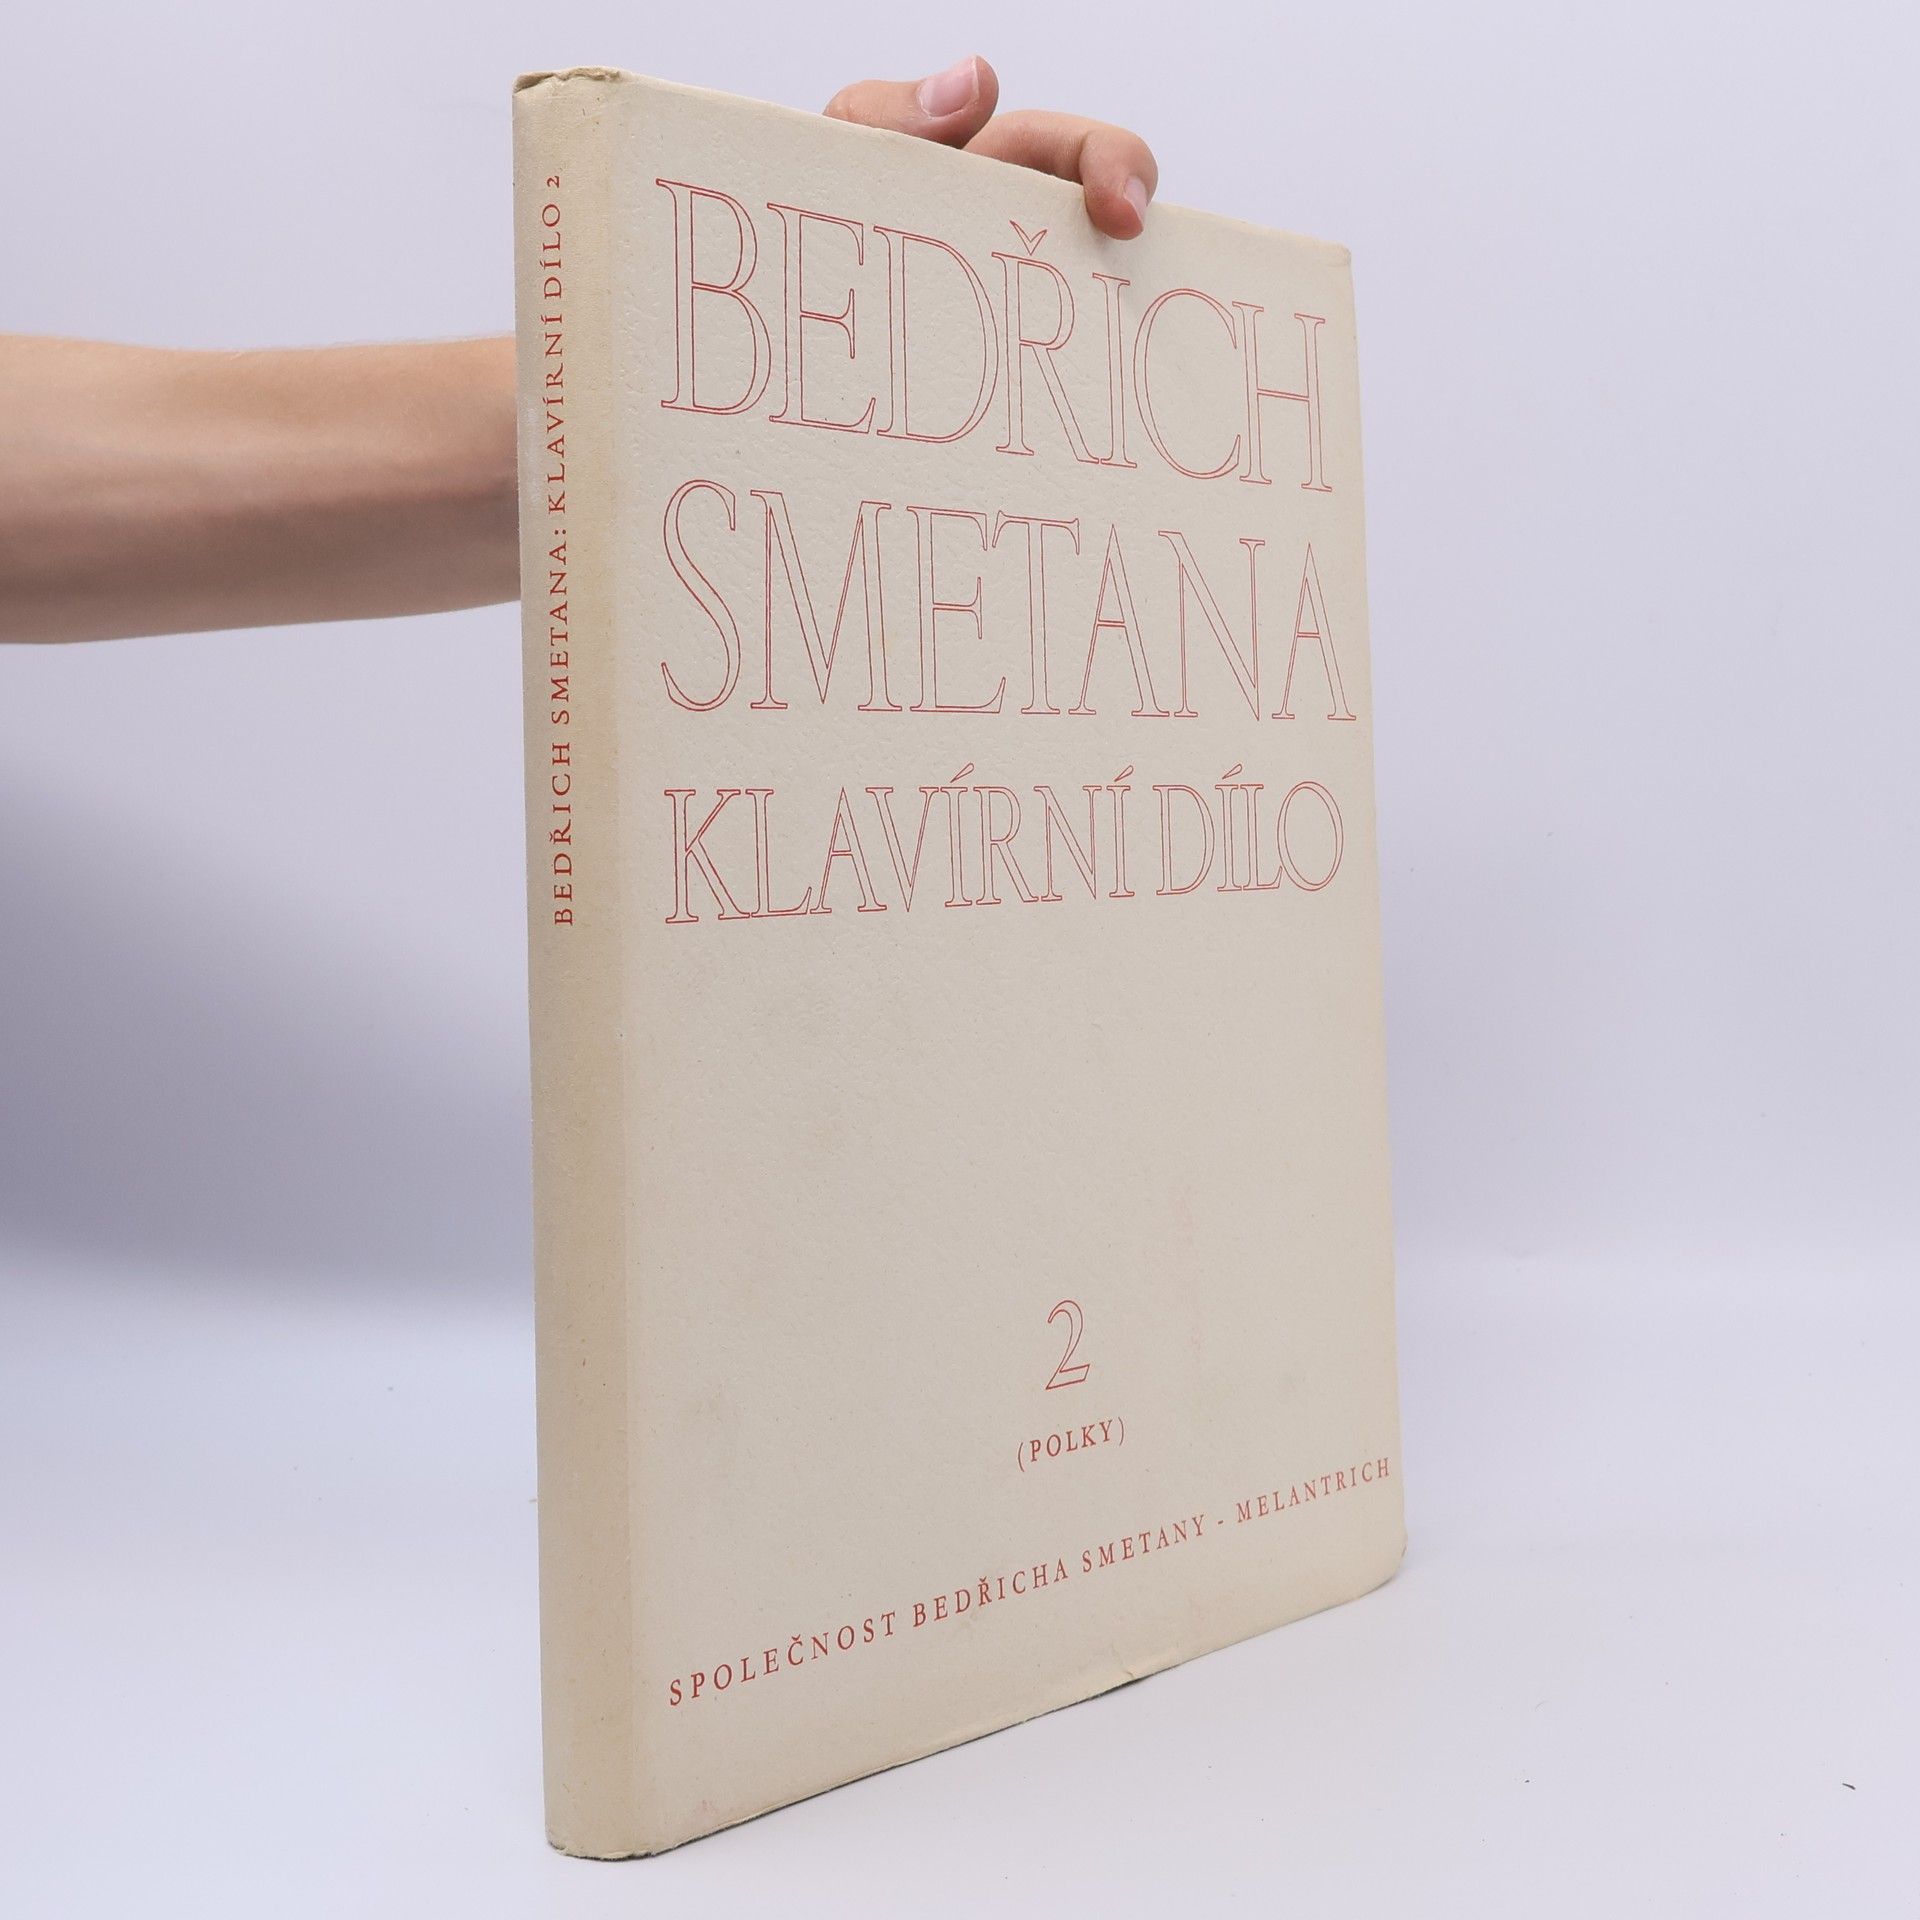 BEDŘICH SMETANA: KLAVÍRNÍ DÍLO 2
BEDŘICH
SMETANA
KLAVÍRNÍ DÍLO
2
(POLKY)
SPOLEČNOST BEDŘICHA SMETANY - MELANTRICH